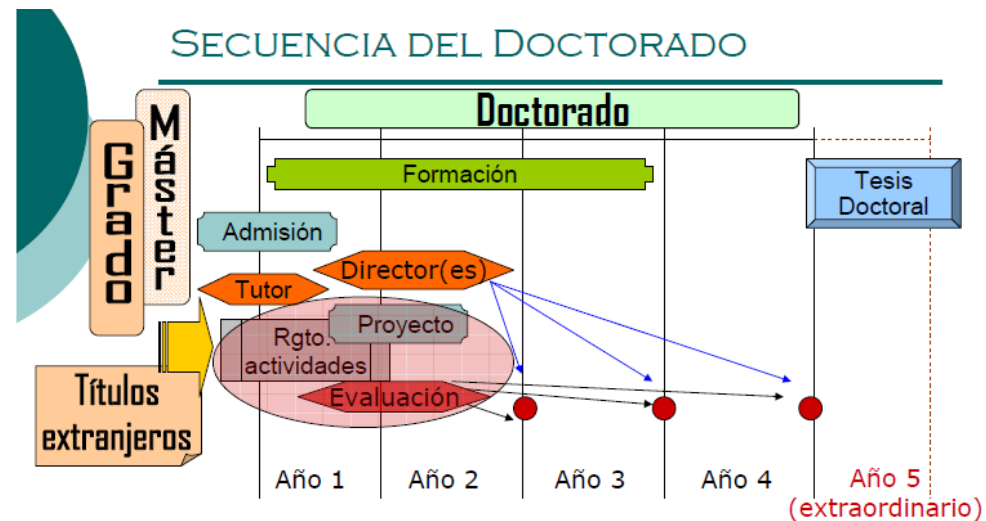 SECUENCIA DEL DOCTORADO
Doctorado
Máster
Grado
Formación
Tesis
Doctoral
Admisión
Director(es)
Tutor
Proyecto
Rgto.
actividades
Evaluación
Títulos
extranjeros
Año 1
Año 2
Año 3
Año 4
Año 5
(extraordinario)